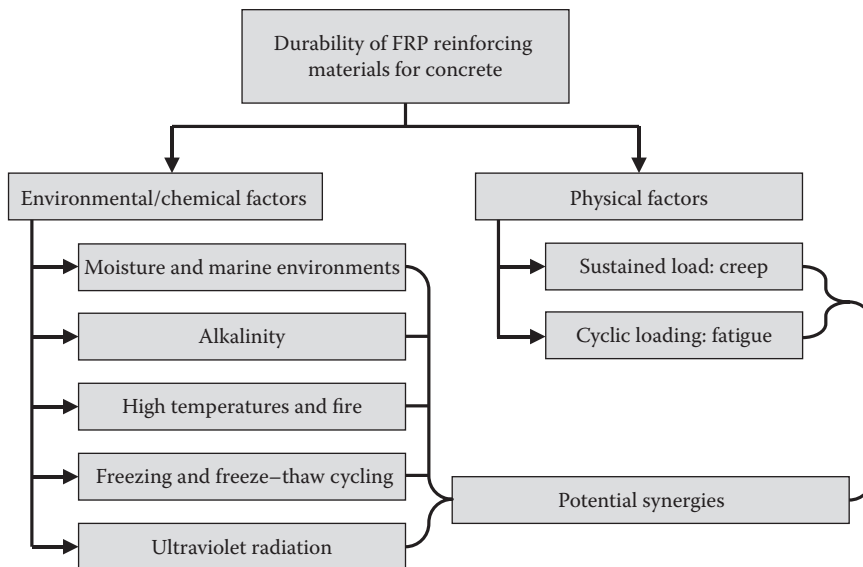 Durability of FRP reinforcing
materials for concrete
Environmental/chemical factors
Physical factors
Moisture and marine environments
Sustained load: creep
Alkalinity
Cyclic loading: fatigue
High temperatures and fire
Freezing and freeze–thaw cycling
Potential synergies
Ultraviolet radiation